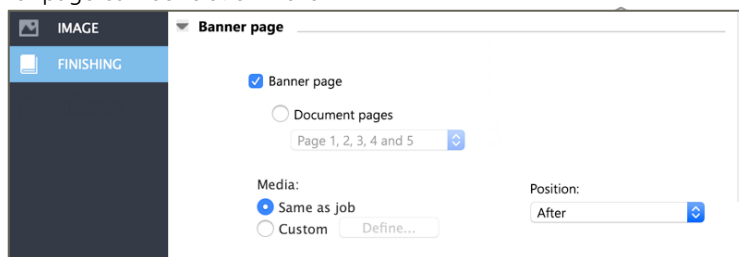 IMAGE
Banner page
FINISHING
Banner page
Document pages
Page 1, 2, 3, 4 and 5
Media:
Position:
Same as job
After
Custom
Define...